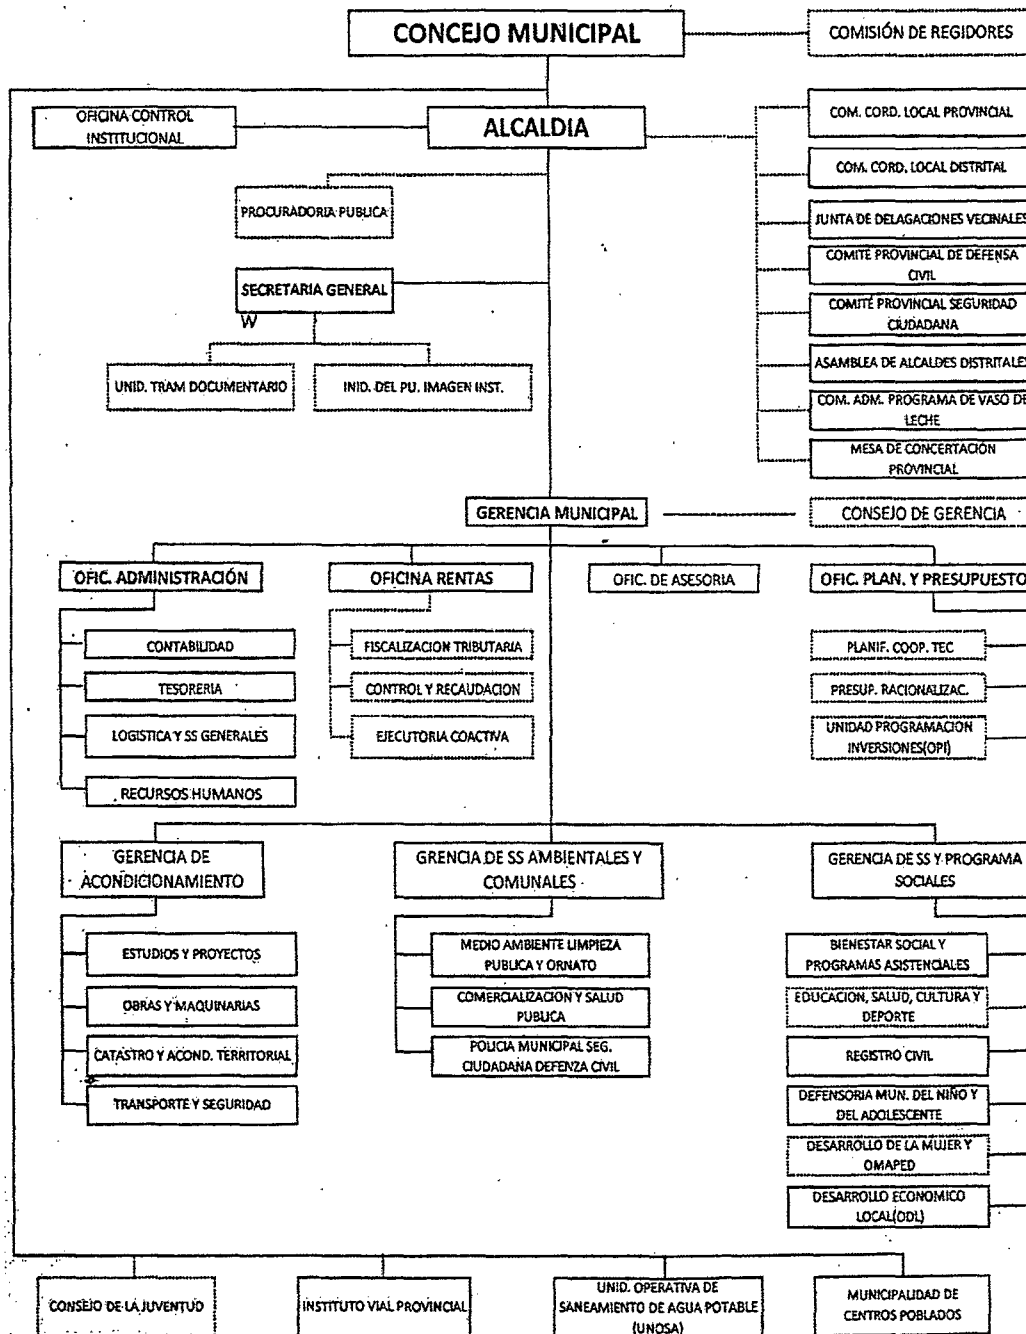 CONCEJO MUNICIPAL
COMISIÓN DE REGIDORES
OFICINA CONTROL
INSTITUCIONAL
ALCALDIA
COM. CORD. LOCAL PROVINCIAL
COM. CORD. LOCAL DISTRITAL
JUNTA DE DELAGACIONES VECINALES
COMITE PROVINCIAL DE DEFENSA
CIVIL
COMITÉ PROVINCIAL SEGURIDAD
CIUDADANA
ASAMBLEA DE ALCALDES DISTRITALES
COM. ADM. PROGRAMA DE VASO DE
LECHE
MESA DE CONCERTACIÓN
PROVINCIAL
PROCURADORIA PUBLICA
SECRETARIA GENERAL
W
UNID. TRAM DOCUMENTARIO
INID. DEL PU. IMAGEN INST.
GERENCIA MUNICIPAL
CONSEJO DE GERENCIA
OFIC. ADMINISTRACIÓN
OFICINA RENTAS
OFIC. DE ASESORIA
OFIC. PLAN. Y PRESUPUESTO
CONTABILIDAD
TESORERIA
LOGISTICA Y SS GENERALES
RECURSOS HUMANOS
FISCALIZACION TRIBUTARIA
CONTROL Y RECAUDACION
EJECUTORIA COACTIVA
PLANIF. COOP. TEC
PRESUP. RACIONALIZAC.
UNIDAD PROGRAMACION
INVERSIONES(OPI)
GERENCIA DE
ACONDICIONAMIENTO
GRENCIA DE SS AMBIENTALES Y
COMUNALES
GERENCIA DE SS Y PROGRAMA
SOCIALES
ESTUDIOS Y PROYECTOS
OBRAS Y MAQUINARIAS
CATASTRO Y ACOND. TERRITORIAL
TRANSPORTE Y SEGURIDAD
MEDIO AMBIENTE LIMPIEZA
PUBLICA Y ORNATO
COMERCIALIZACION Y SALUD
PUBLICA
POLICIA MUNICIPAL SEG.
CIUDADANA DEFENZA CIVIL
BIENESTAR SOCIAL Y
PROGRAMAS ASISTENCIALES
EDUCACION, SALUD, CULTURA Y
DEPORTE
REGISTRO CIVIL
DEFENSORIA MUN. DEL NIÑO Y
DEL ADOLESCENTE
DESARROLLO DE LA MUJER Y
OMAPED
DESARROLLO ECONOMICO
LOCAL(ODL)
CONSEJO DE LA JUVENTUD
INSTITUTO VIAL PROVINCIAL
UNID. OPERATIVA DE
SANEAMIENTO DE AGUA POTABLE
(UNOSA)
MUNICIPALIDAD DE
CENTROS POBLADOS